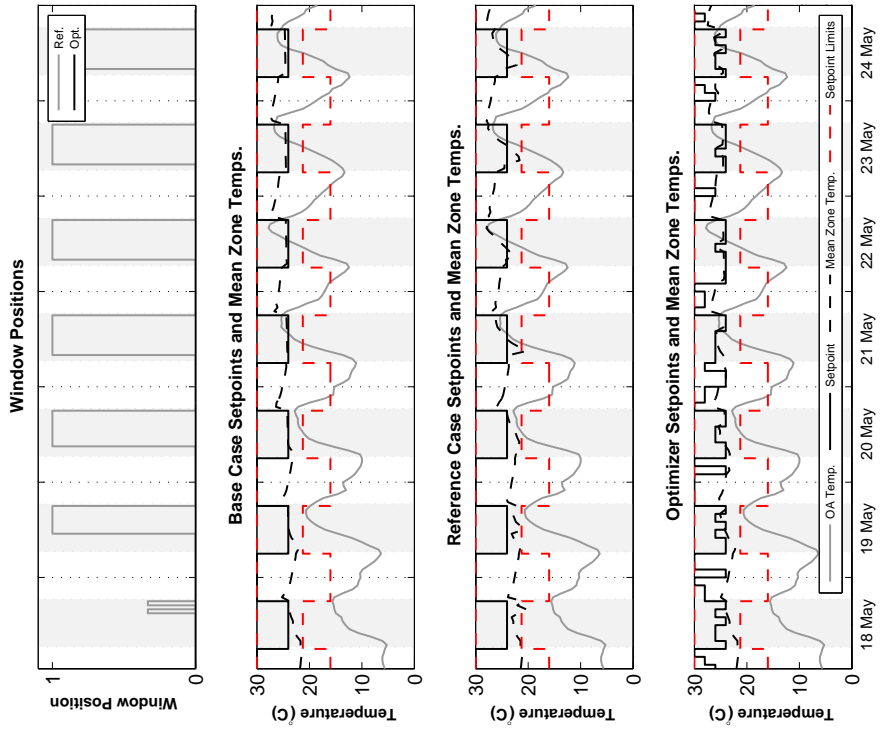 Window Positions
Window Position
1
0
Ref.
Opt.
Base Case Setpoints and Mean Zone Temps.
Temperature (°C)
30
20
10
0
Reference Case Setpoints and Mean Zone Temps.
Temperature (°C)
30
20
10
0
Optimizer Setpoints and Mean Zone Temps.
Temperature (°C)
30
20
10
0
OA Temp.
Setpoint
Mean Zone Temp.
Setpoint Limits
18 May
19 May
20 May
21 May
22 May
23 May
24 May